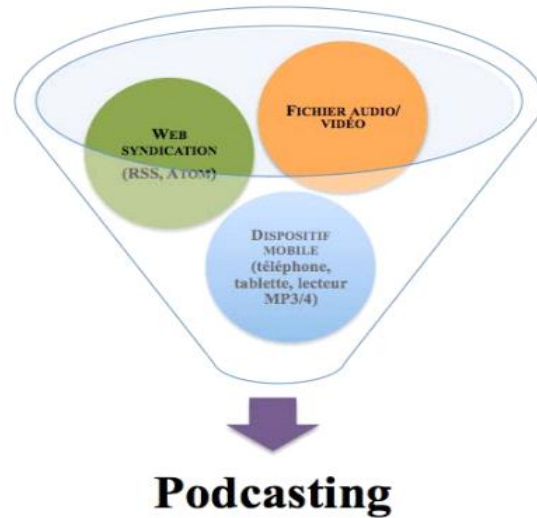 FICHIER AUDIO/
VIDÉO
WEB
SYNDICATION
(RSS, ATOM)
DISPOSITIF
MOBILE
(téléphone,
tablette, lecteur
MP3/4)
Podcasting